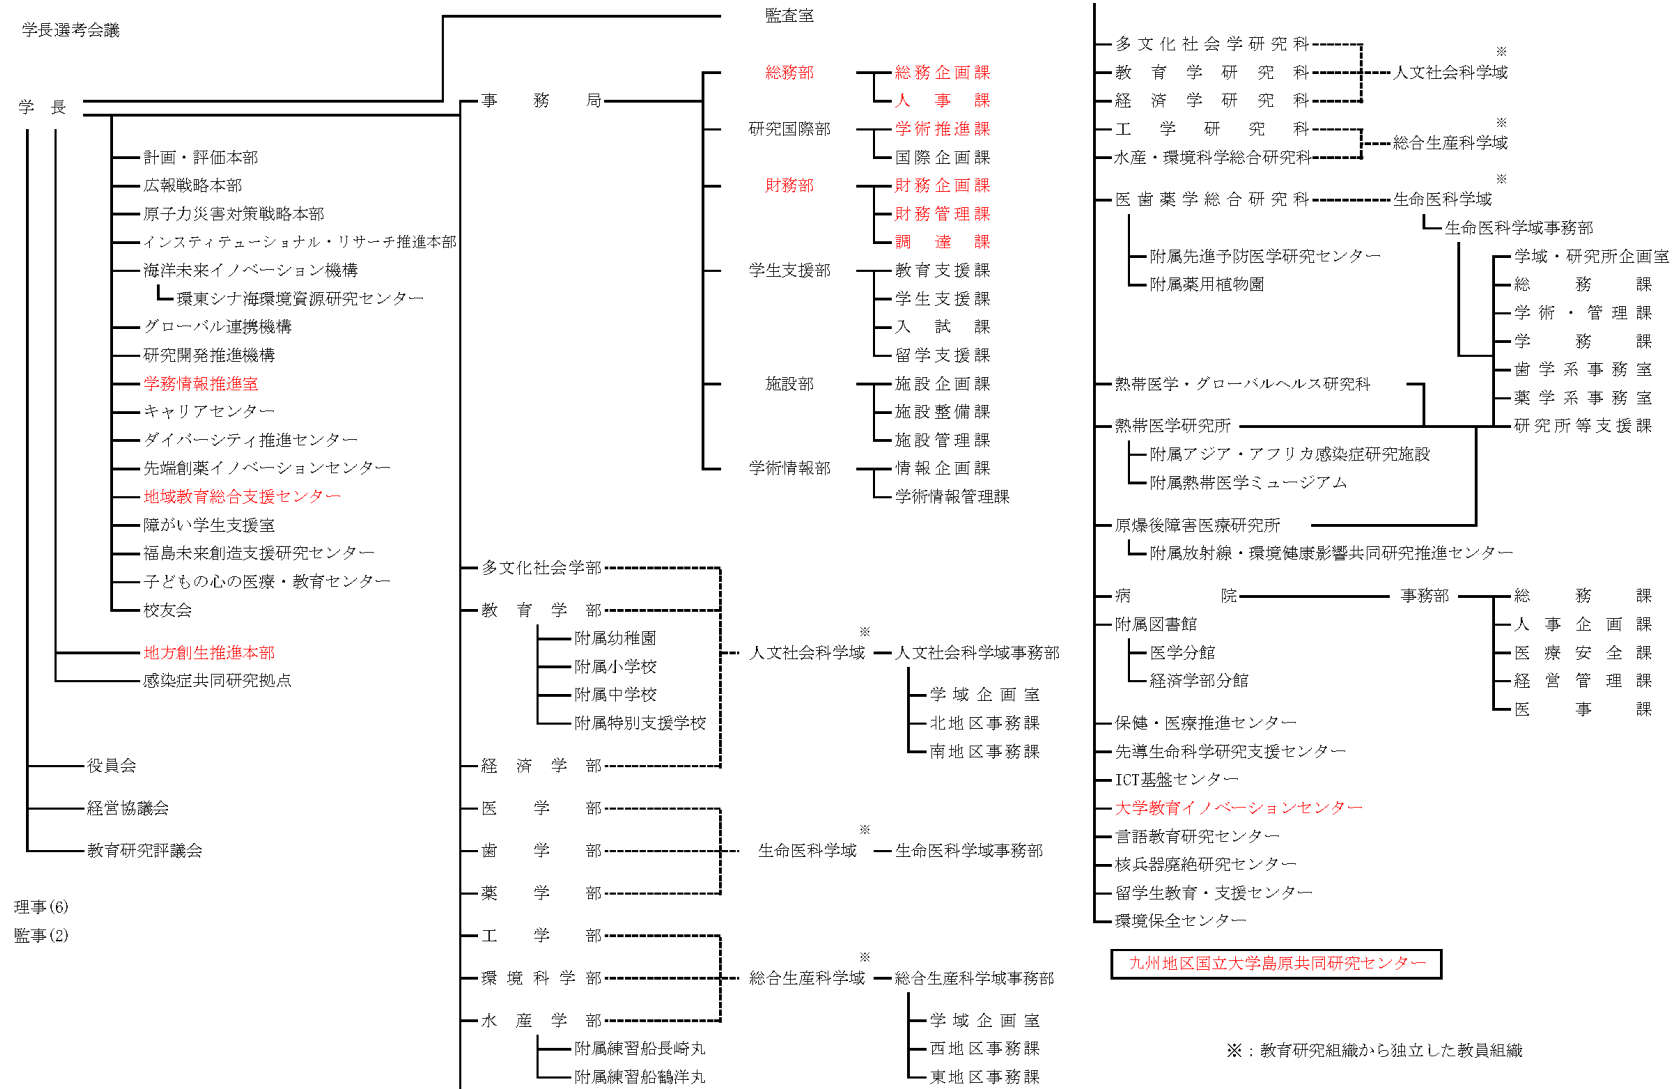 学長選考会議
監査室
学長
事務局
総務部
総務企画課
人事課
研究国際部
学術推進課
国際企画課
財務部
財務企画課
財務管理課
調達課
学生支援部
教育支援課
学生支援課
入試課
留学支援課
施設部
施設企画課
施設整備課
施設管理課
学術情報部
情報企画課
学術情報管理課
計画・評価本部
広報戦略本部
原子力災害対策戦略本部
インスティテューショナル・リサーチ推進本部
海洋未来イノベーション機構
環東シナ海環境資源研究センター
グローバル連携機構
研究開発推進機構
学務情報推進室
キャリアセンター
ダイバーシティ推進センター
先端創薬イノベーションセンター
地域教育総合支援センター
障がい学生支援室
福島未来創造支援研究センター
子どもの心の医療・教育センター
校友会
地方創生推進本部
感染症共同研究拠点
役員会
経営協議会
教育研究評議会
理事(6)
監事(2)
多文化社会学部
教育学部
附属幼稚園
附属小学校
附属中学校
附属特別支援学校
経済学部
※
人文社会科学域
人文社会科学域事務部
学域企画室
北地区事務課
南地区事務課
医学部
歯学部
薬学部
※
生命医科学域
生命医科学域事務部
工学部
環境科学部
水産学部
附属練習船長崎丸
附属練習船鶴洋丸
※
総合生産科学域
総合生産科学域事務部
学域企画室
西地区事務課
東地区事務課
多文化社会学研究科
教育学研究科
経済学研究科
※
人文社会科学域
工学研究科
水産・環境科学総合研究科
※
総合生産科学域
医歯薬学総合研究科
※
生命医科学域
生命医科学域事務部
附属先進予防医学研究センター
附属薬用植物園
学域・研究所企画室
総務課
学術・管理課
学務課
歯学系事務室
薬学系事務室
研究所等支援課
熱帯医学・グローバルヘルス研究科
熱帯医学研究所
附属アジア・アフリカ感染症研究施設
附属熱帯医学ミュージアム
原爆後障害医療研究所
附属放射線・環境健康影響共同研究推進センター
病院
事務部
総務課
人事企画課
医療安全課
経営管理課
医事課
附属図書館
医学分館
経済学部分館
保健・医療推進センター
先導生命科学研究支援センター
ICT基盤センター
大学教育イノベーションセンター
言語教育研究センター
核兵器廃絶研究センター
留学生教育・支援センター
環境保全センター
九州地区国立大学島原共同研究センター
※：教育研究組織から独立した教員組織